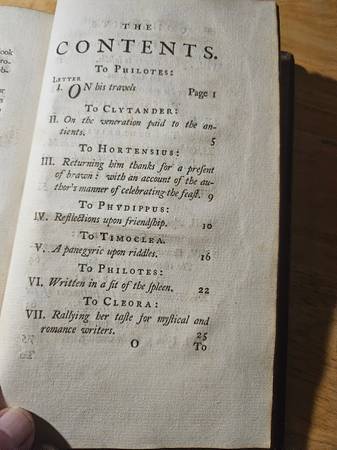 THE
CONTENTS.
To PHILOTES:
LETTER
I. ON his travels Page 1
To CLYTANDER:
II. On the veneration paid to the an-
tients. 5
To HORTENSIUS:
III. Returning him thanks for a present
of brawn: with an account of the au-
thor's manner of celebrating the feast. 9
To PHYDIPPUS:
IV. Reflections upon friendship. 10
To TIMOCLEA.
V. A panegyric upon riddles. 16
To PHILOTES:
VI. Written in a fit of the spleen. 22
To CLEORA:
VII. Rallying her taste for mystical and
romance writers. 25
O To